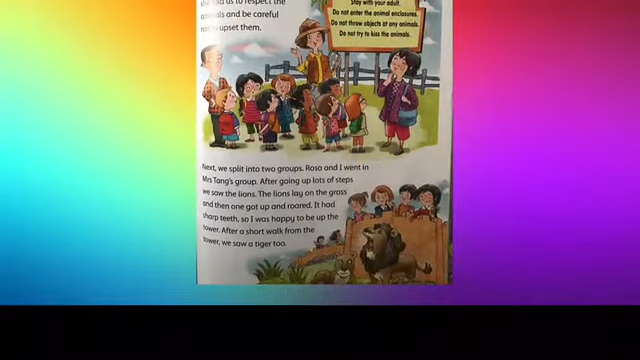 told us to respect the
animals and be careful
not upset them.
Stay with your adult.
Do not enter the animal enclosures.
Do not throw objects at any animals.
Do not try to kiss the animals.
Next, we split into two groups. Rosa and I went in
Mrs Tang's group. After going up lots of steps
we saw the lions. The lions lay on the grass
and then one got up and roared. It had
sharp teeth, so I was happy to be up the
tower. After a short walk from the
tower, we saw a tiger too.